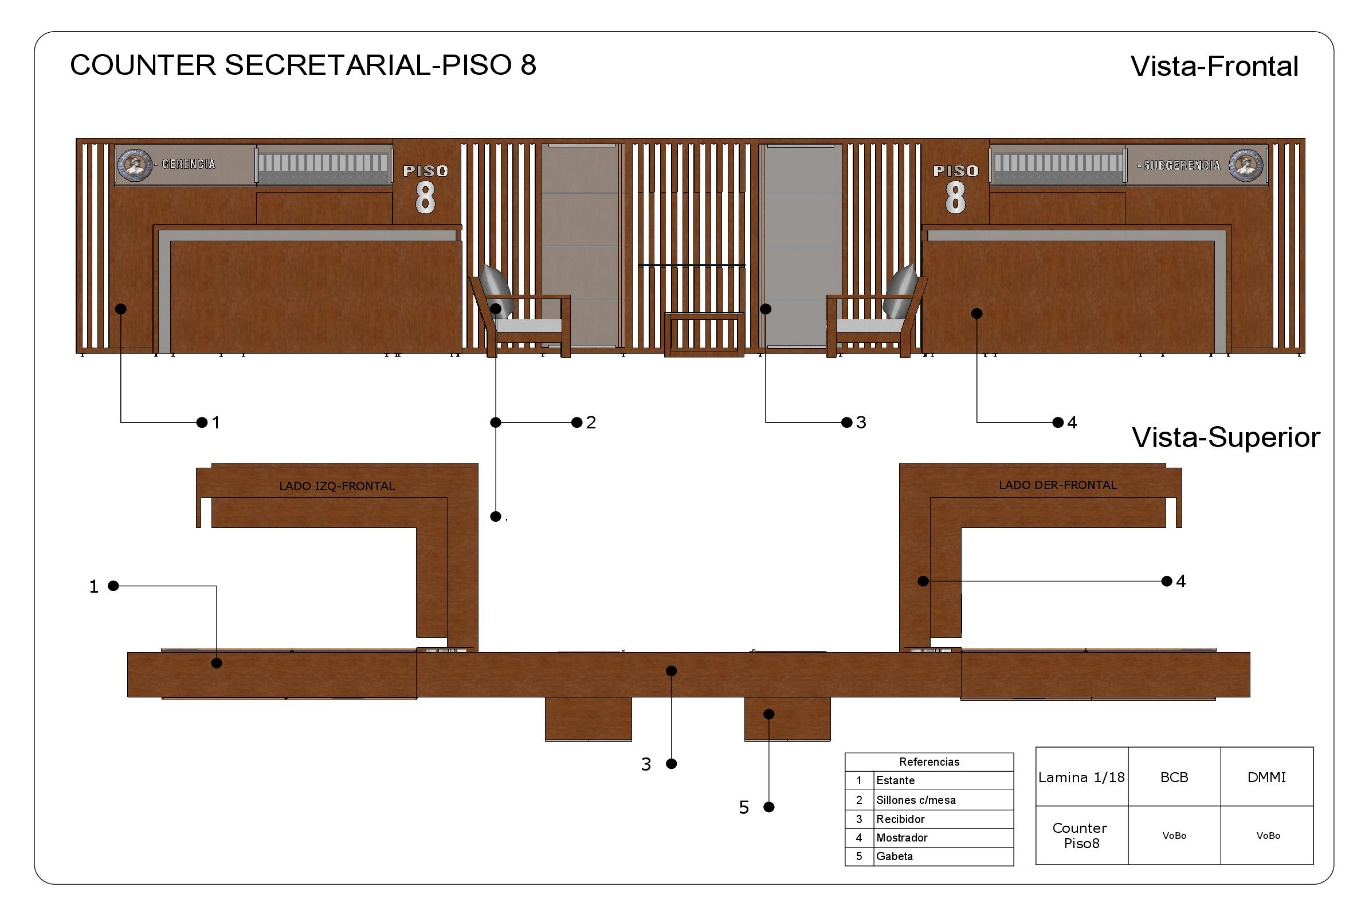 COUNTER SECRETARIAL-PISO 8
Vista-Frontal
- GERENCIA
PISO
8
PISO
8
-SUBGERENCIA
1
2
3
4
Vista-Superior
LADO IZQ-FRONTAL
LADO DER-FRONTAL
1
4
3
5
Referencias
1 Estante
2 Sillones c/mesa
3 Recibidor
4 Mostrador
5 Gabeta
Lamina 1/18 BCB DMMI
Counter
Piso8
VoBo VoBo